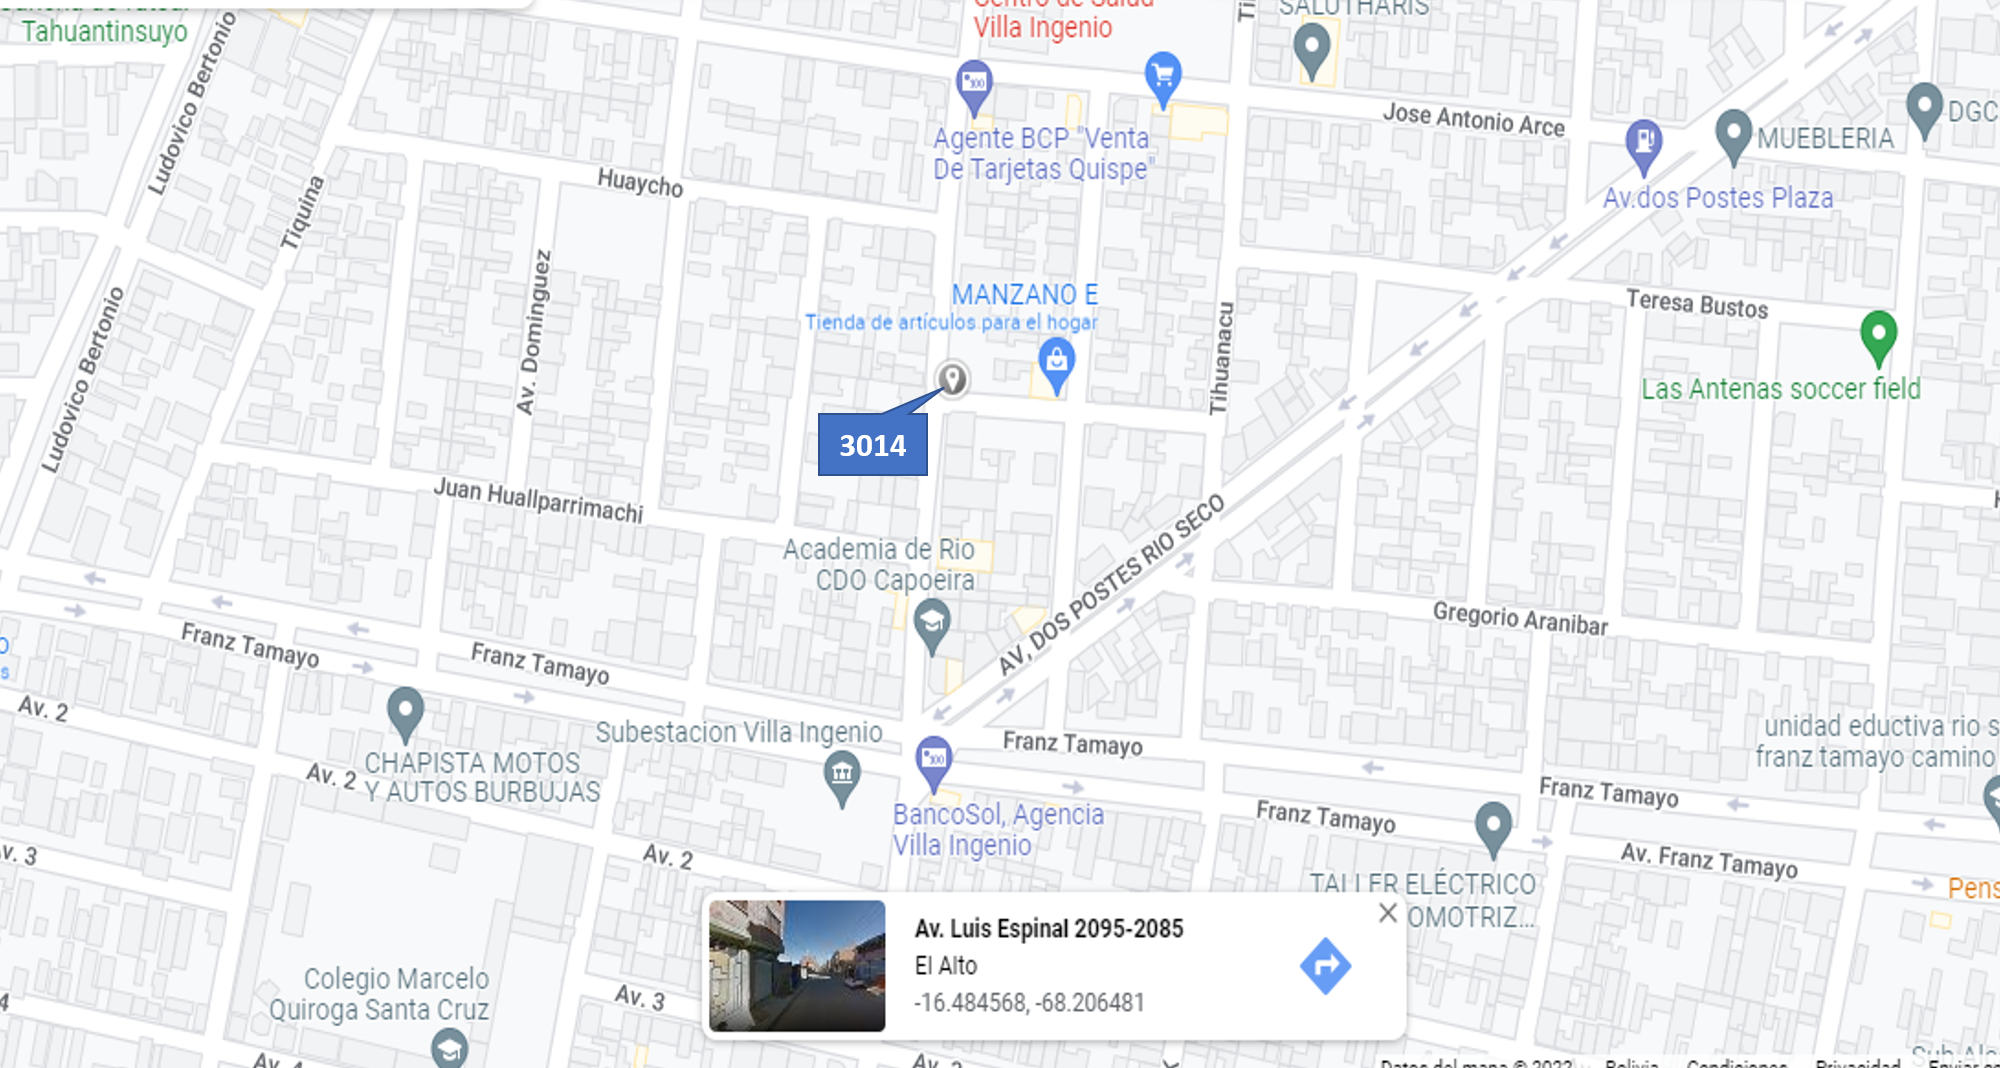 Tahuantinsuyo
Centro de Salud
Villa Ingenio
SALUTHARIS
Ludovico Bertonio
Tiquina
Huaycho
Agente BCP "Venta
De Tarjetas Quispe"
Jose Antonio Arce
MUEBLERIA
DGC
Av.dos Postes Plaza
Ludovico Bertonio
Av. Dominguez
MANZANO E
Tienda de artículos para el hogar
Tihuanacu
Teresa Bustos
Las Antenas soccer field
3014
Juan Huallparrimachi
Academia de Rio
CDO Capoeira
AV, DOS POSTES RIO SECO
Gregorio Aranibar
Franz Tamayo
Franz Tamayo
Av. 2
Subestacion Villa Ingenio
Franz Tamayo
unidad eductiva rio s
franz tamayo camino
CHAPISTA MOTOS
Y AUTOS BURBUJAS
Av. 2
BancoSol, Agencia
Villa Ingenio
Franz Tamayo
Franz Tamayo
Av. 2
v. 3
Av. Franz Tamayo
TALLER ELÉCTRICO
OMOTRIZ...
Pens
Av. Luis Espinal 2095-2085
El Alto
-16.484568, -68.206481
Colegio Marcelo
Quiroga Santa Cruz
Av. 3
4
Av. 4
Datos del mapa © 2022
Bolivia
Condiciones
Privacidad